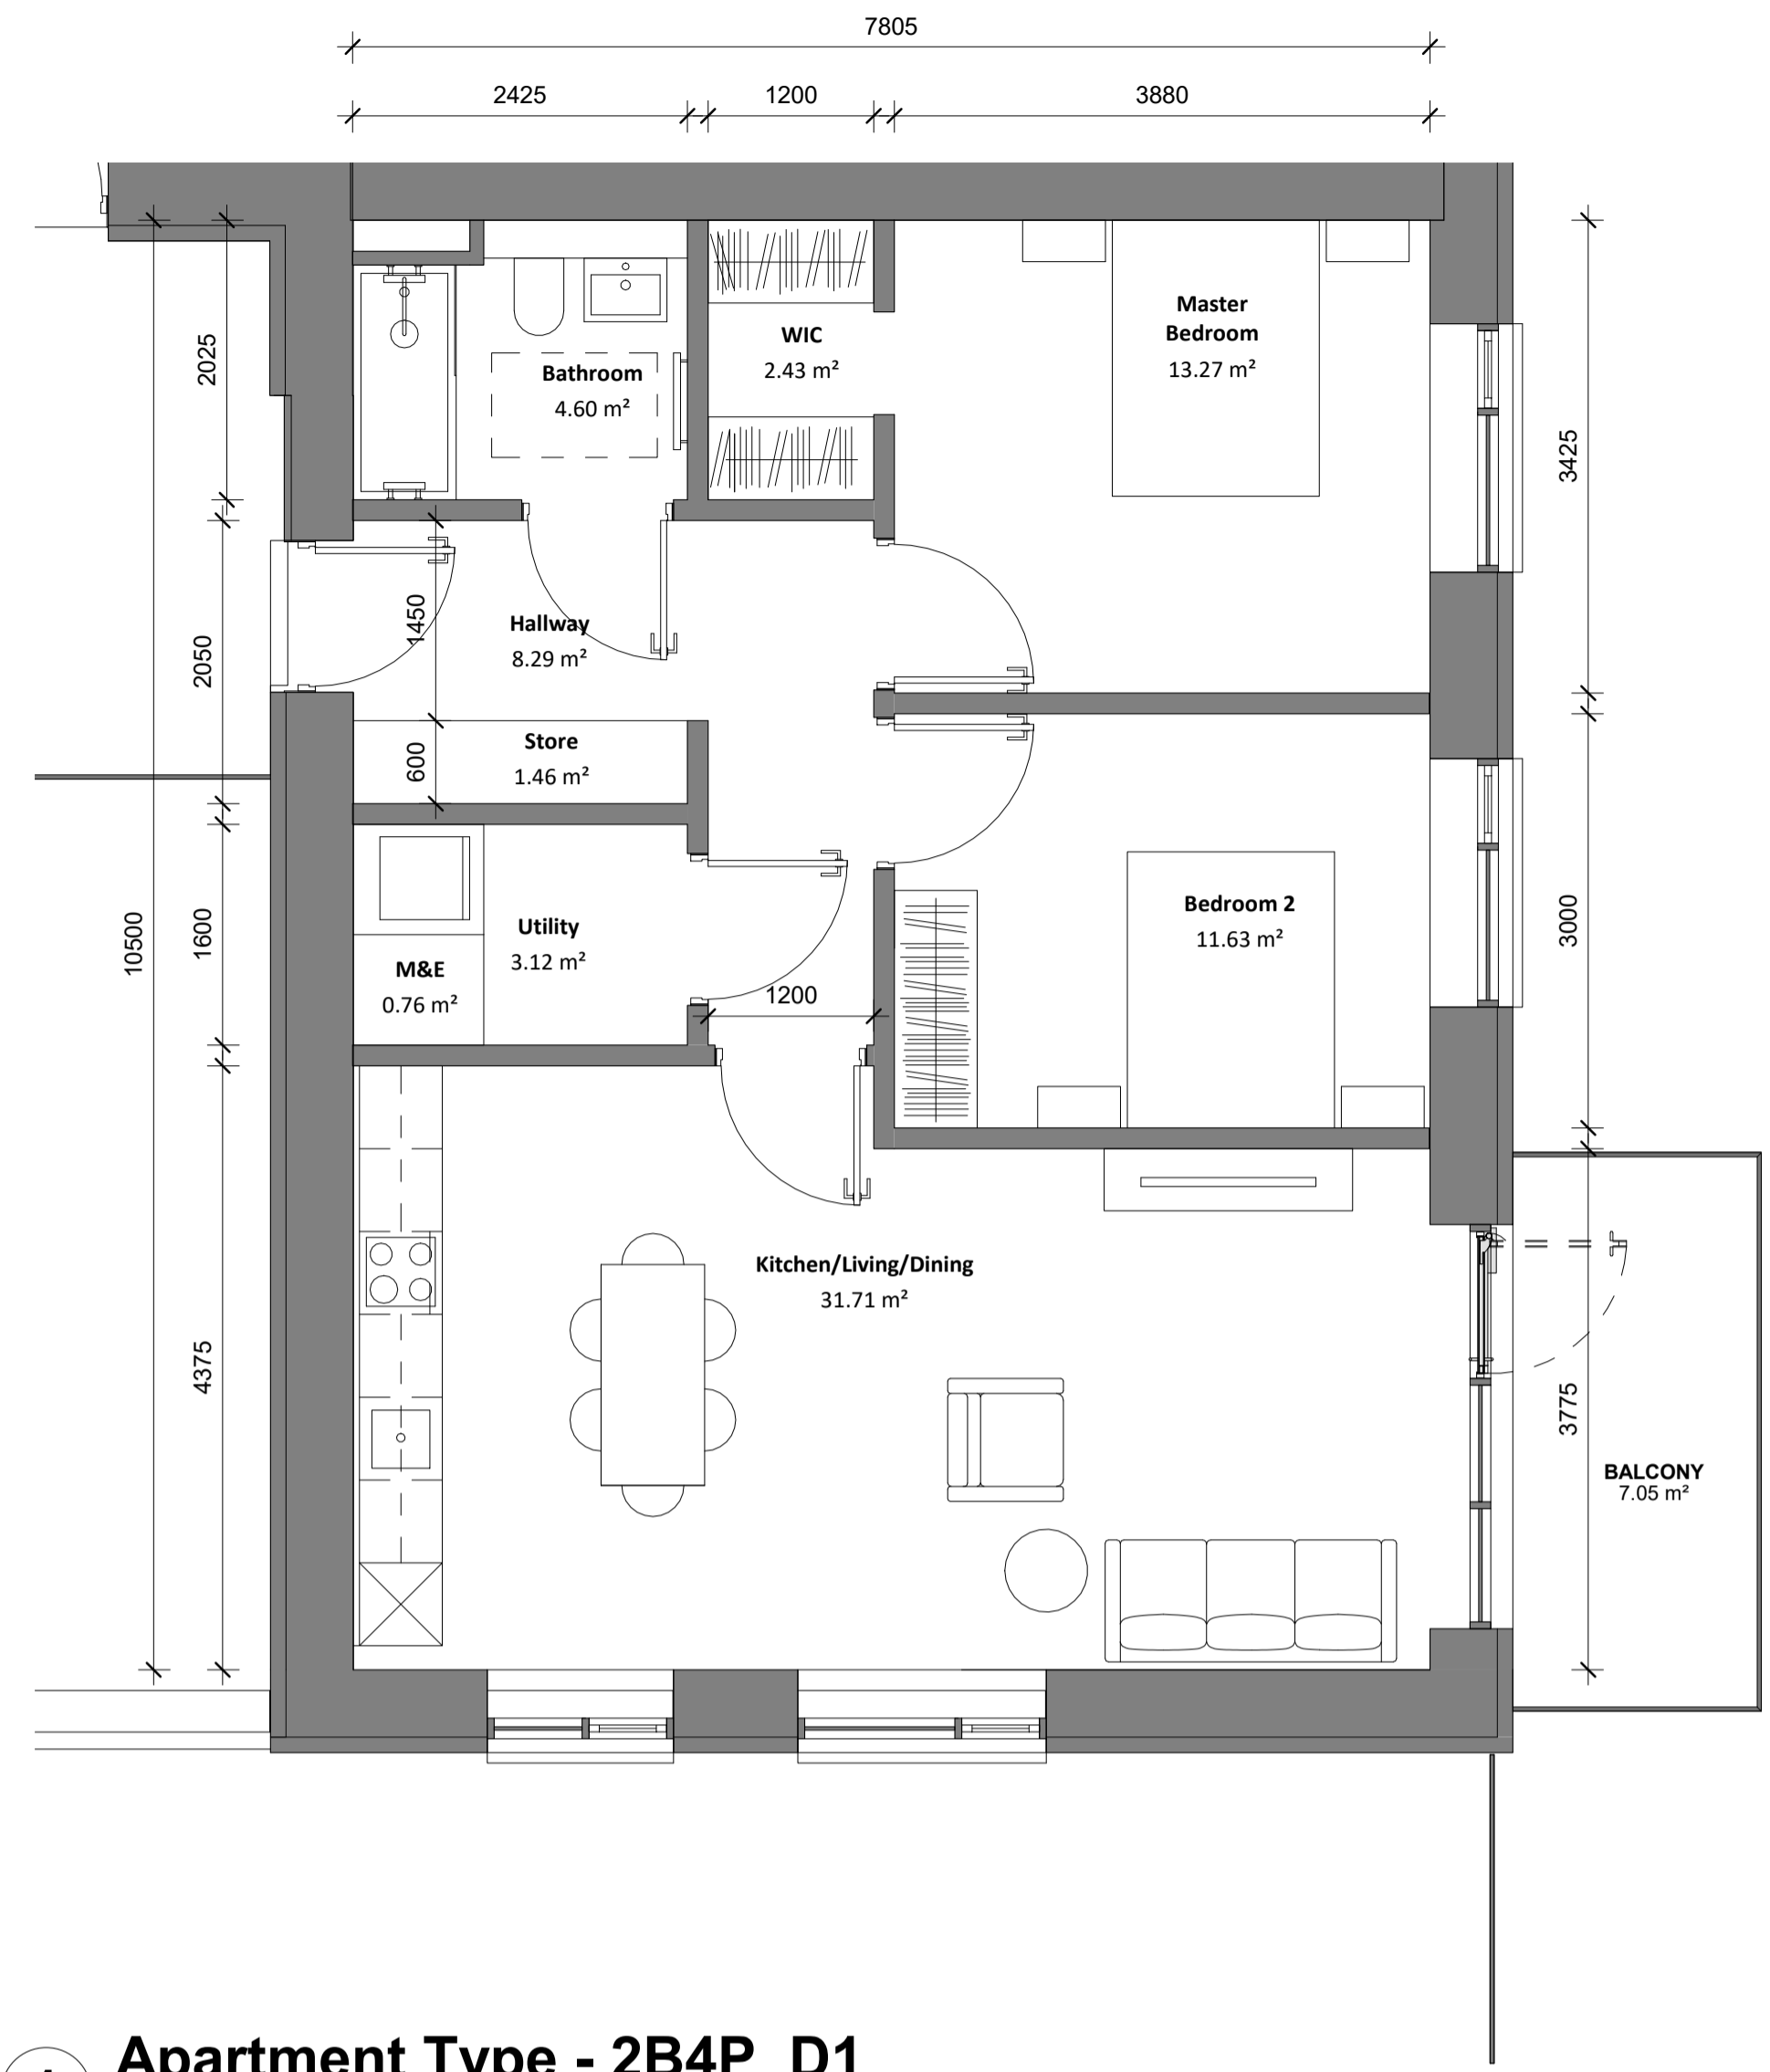 7805
2425
1200
3880
Master
Bedroom
13.27 m²
WIC
2.43 m²
Bathroom
4.60 m²
2025
3425
Hallway
8.29 m²
1450
2050
Store
1.46 m²
600
Bedroom 2
11.63 m²
3000
10500
1600
Utility
3.12 m²
M&E
0.76 m²
1200
Kitchen/Living/Dining
31.71 m²
4375
3775
BALCONY
7.05 m²
Apartment Type - 2B4P_D1